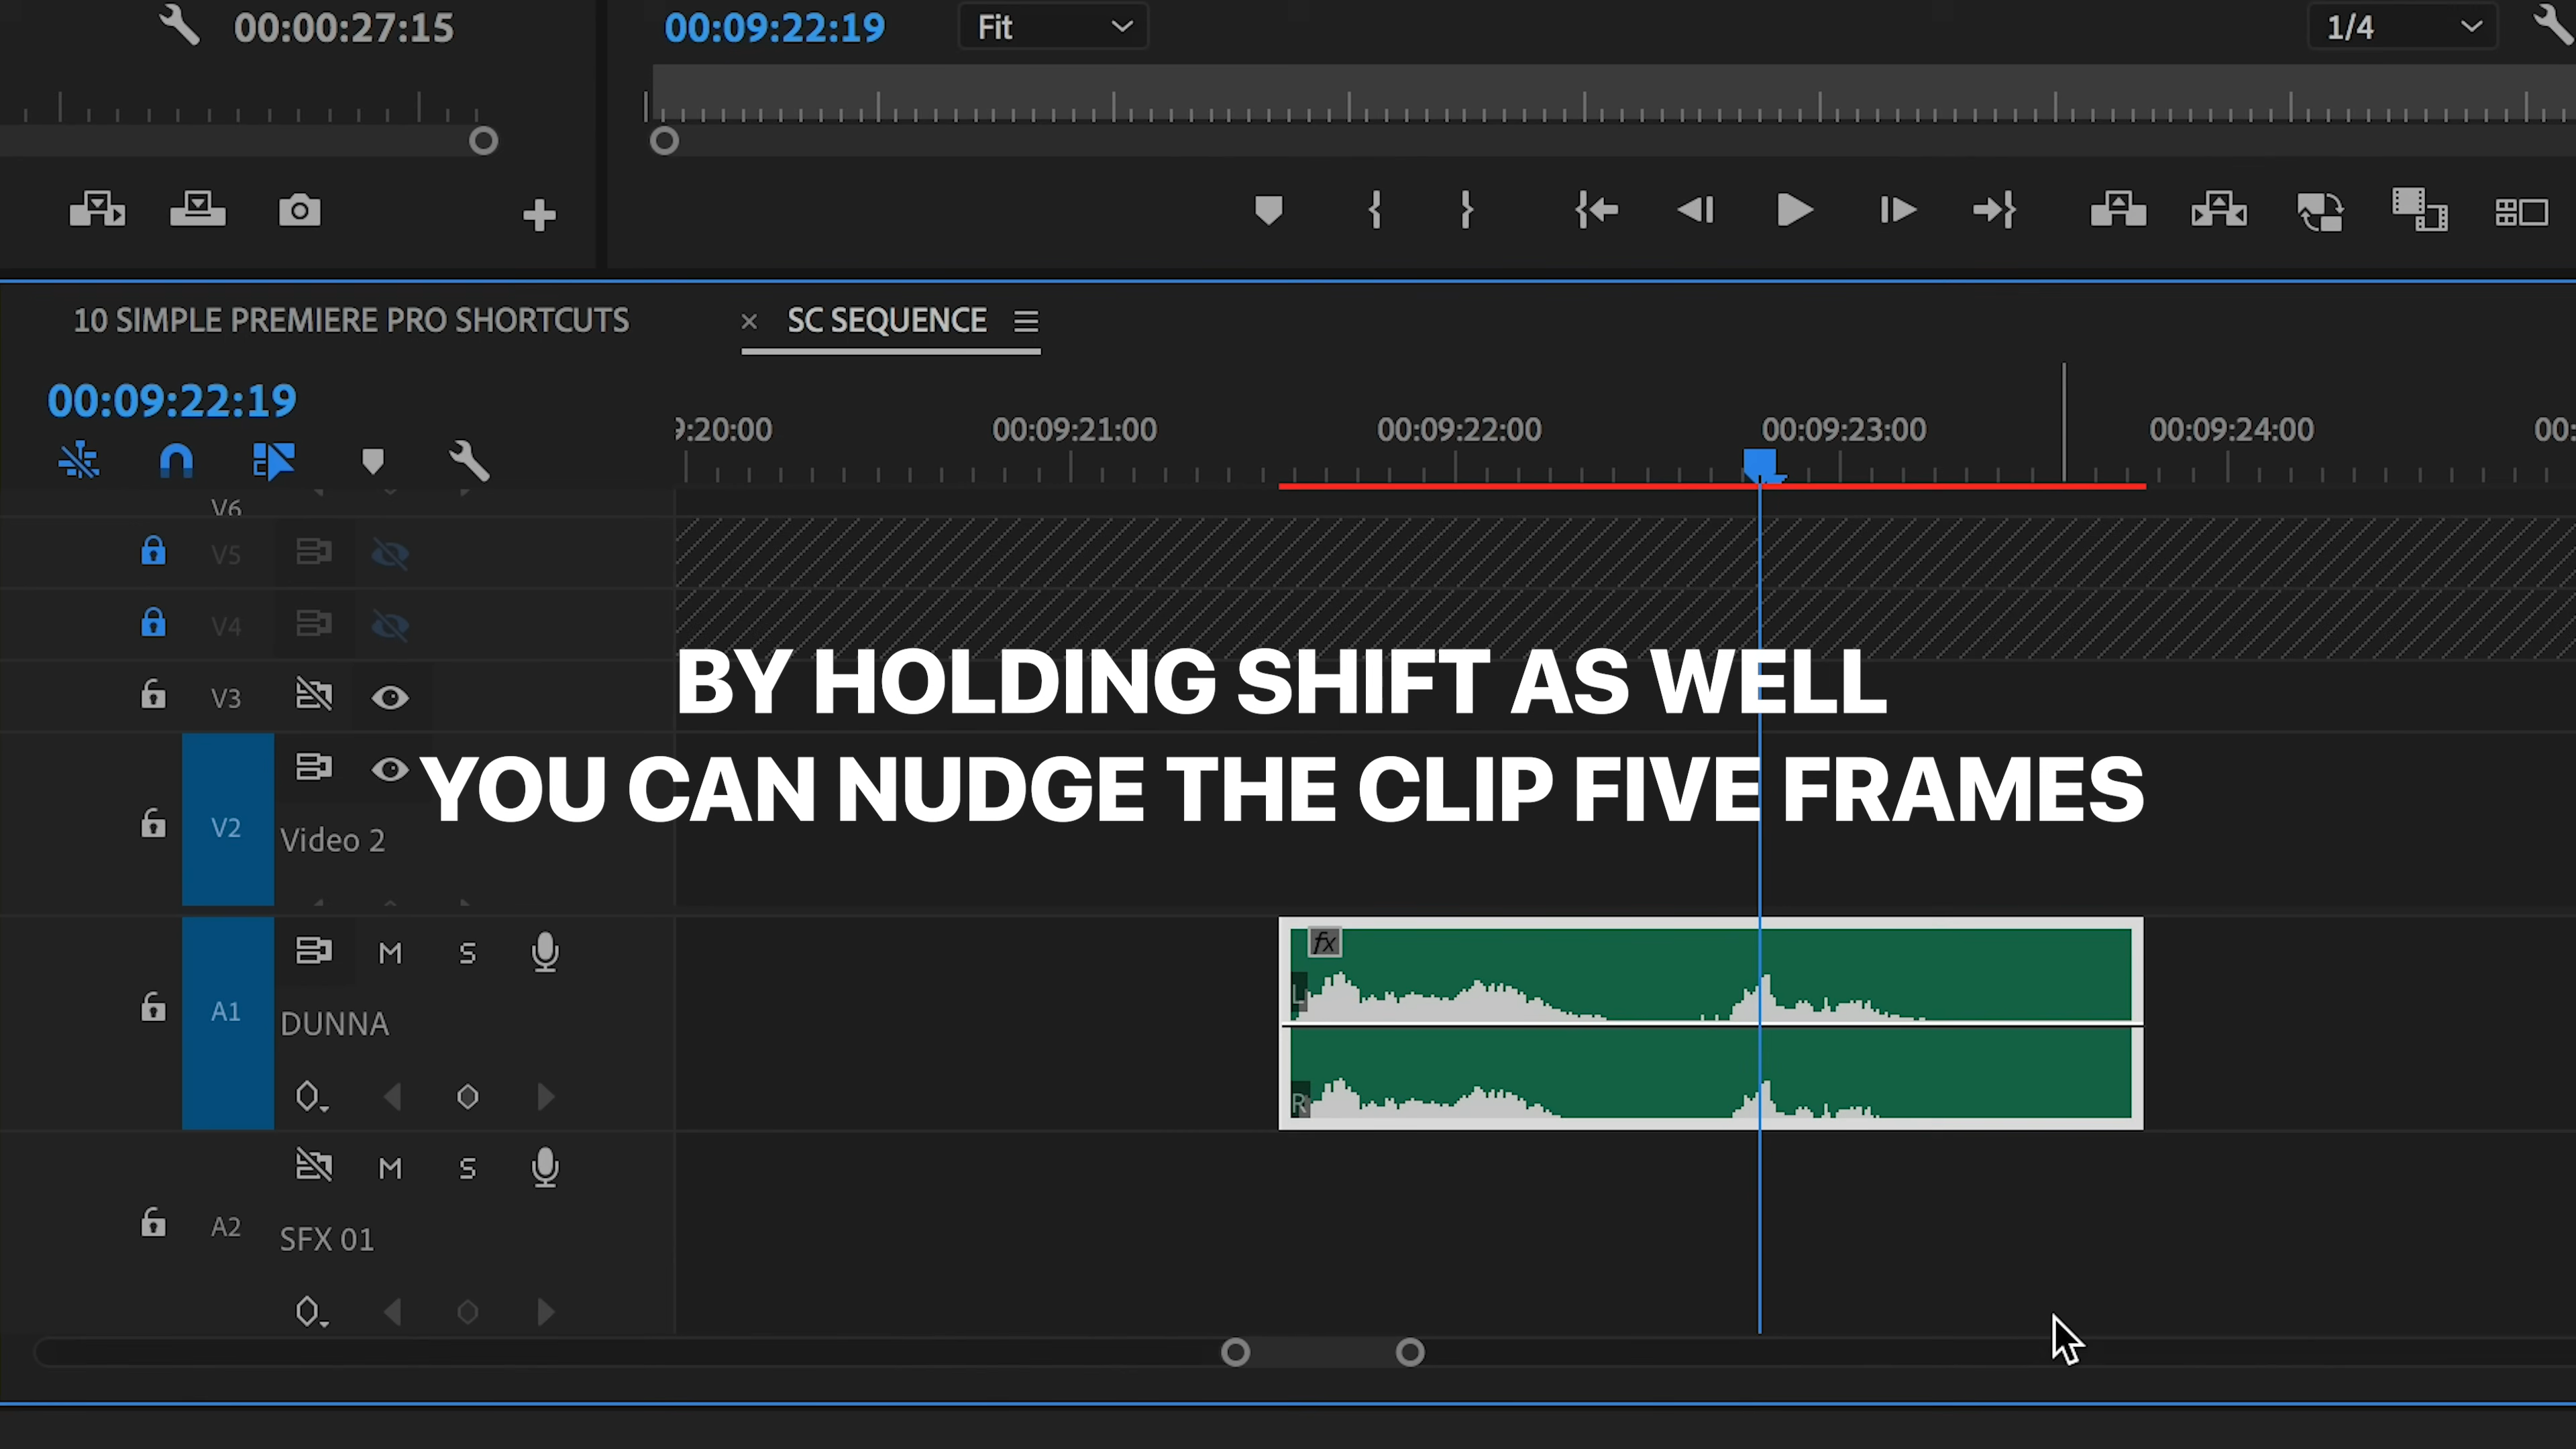 00:00:27:15
00:09:22:19
Fit
1/4
10 SIMPLE PREMIERE PRO SHORTCUTS
× SC SEQUENCE
00:09:22:19
9:20:00 00:09:21:00 00:09:22:00 00:09:23:00 00:09:24:00 00:
V6
V5
V4
V3
BY HOLDING SHIFT AS WELL
YOU CAN NUDGE THE CLIP FIVE FRAMES
V2
Video 2
M S
fx
L
A1
DUNNA
R
M S
A2
SFX 01